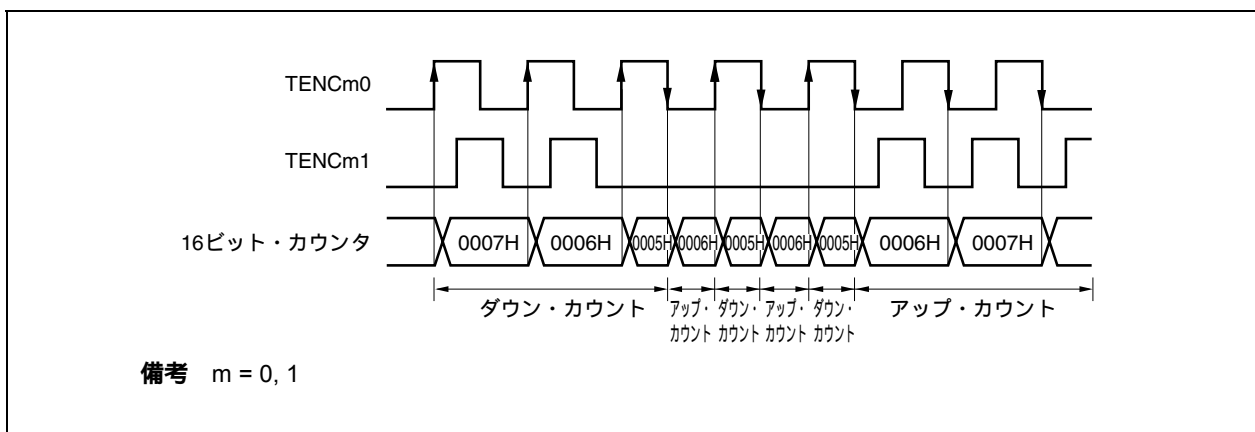 TENCm0
TENCm1
16ビット・カウンタ
0007H 0006H 0005H 0006H 0005H 0006H 0005H 0006H 0007H
ダウン・カウント アップ・ ダウン・ アップ・ ダウン・ アップ・カウント
カウント カウント カウント カウント
備考 m = 0, 1